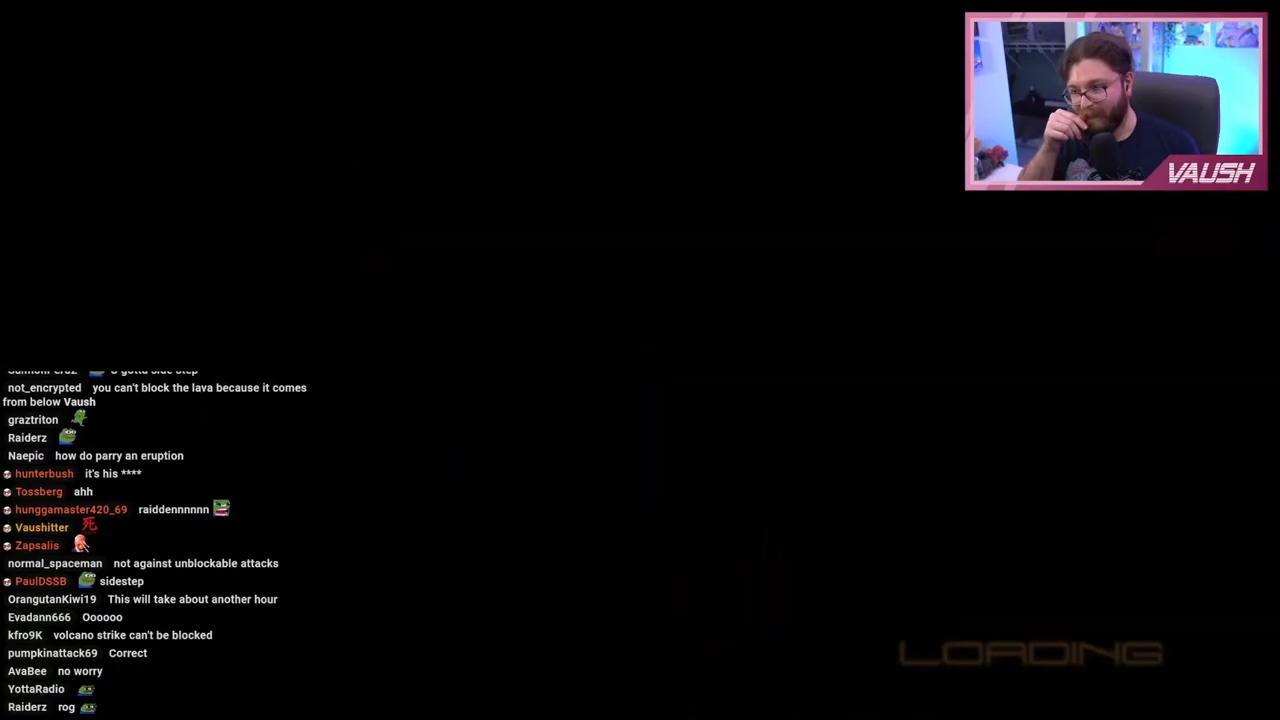 VAUSH
not_encrypted you can't block the lava because it comes
from below Vaush
graztriton
Raiderz
Naepic how do parry an eruption
hunterbush it's his ****
Tossberg ahh
hunggamaster420_69 raiddennnnnn
Vaushitter 死
Zapsalis
normal_spaceman not against unblockable attacks
PaulDSSB sidestep
OrangutanKiwi19 This will take about another hour
Evadann666 Oooooo
kfro9K volcano strike can't be blocked
pumpkinattack69 Correct
AvaBee no worry
YottaRadio
Raiderz rog
LOADING